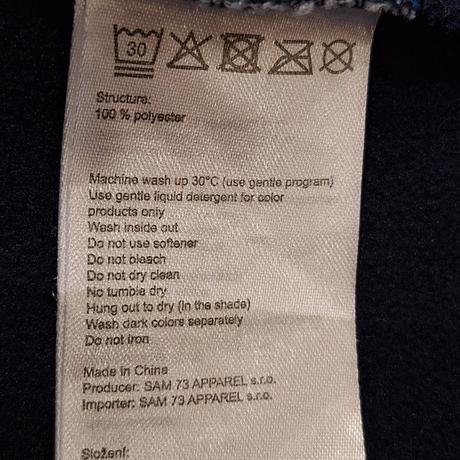 30
Structure:
100 % polyester
Machine wash up 30°C (use gentle program)
Use gentle liquid detergent for color
products only
Wash inside out
Do not use softener
Do not bleach
Do not dry clean
No tumble dry
Hung out to dry (in the shade)
Wash dark colors separately
Do not iron
Made in China
Producer: SAM 73 APPAREL s.r.o.
Importer: SAM 73 APPAREL s.r.o.
Složení: